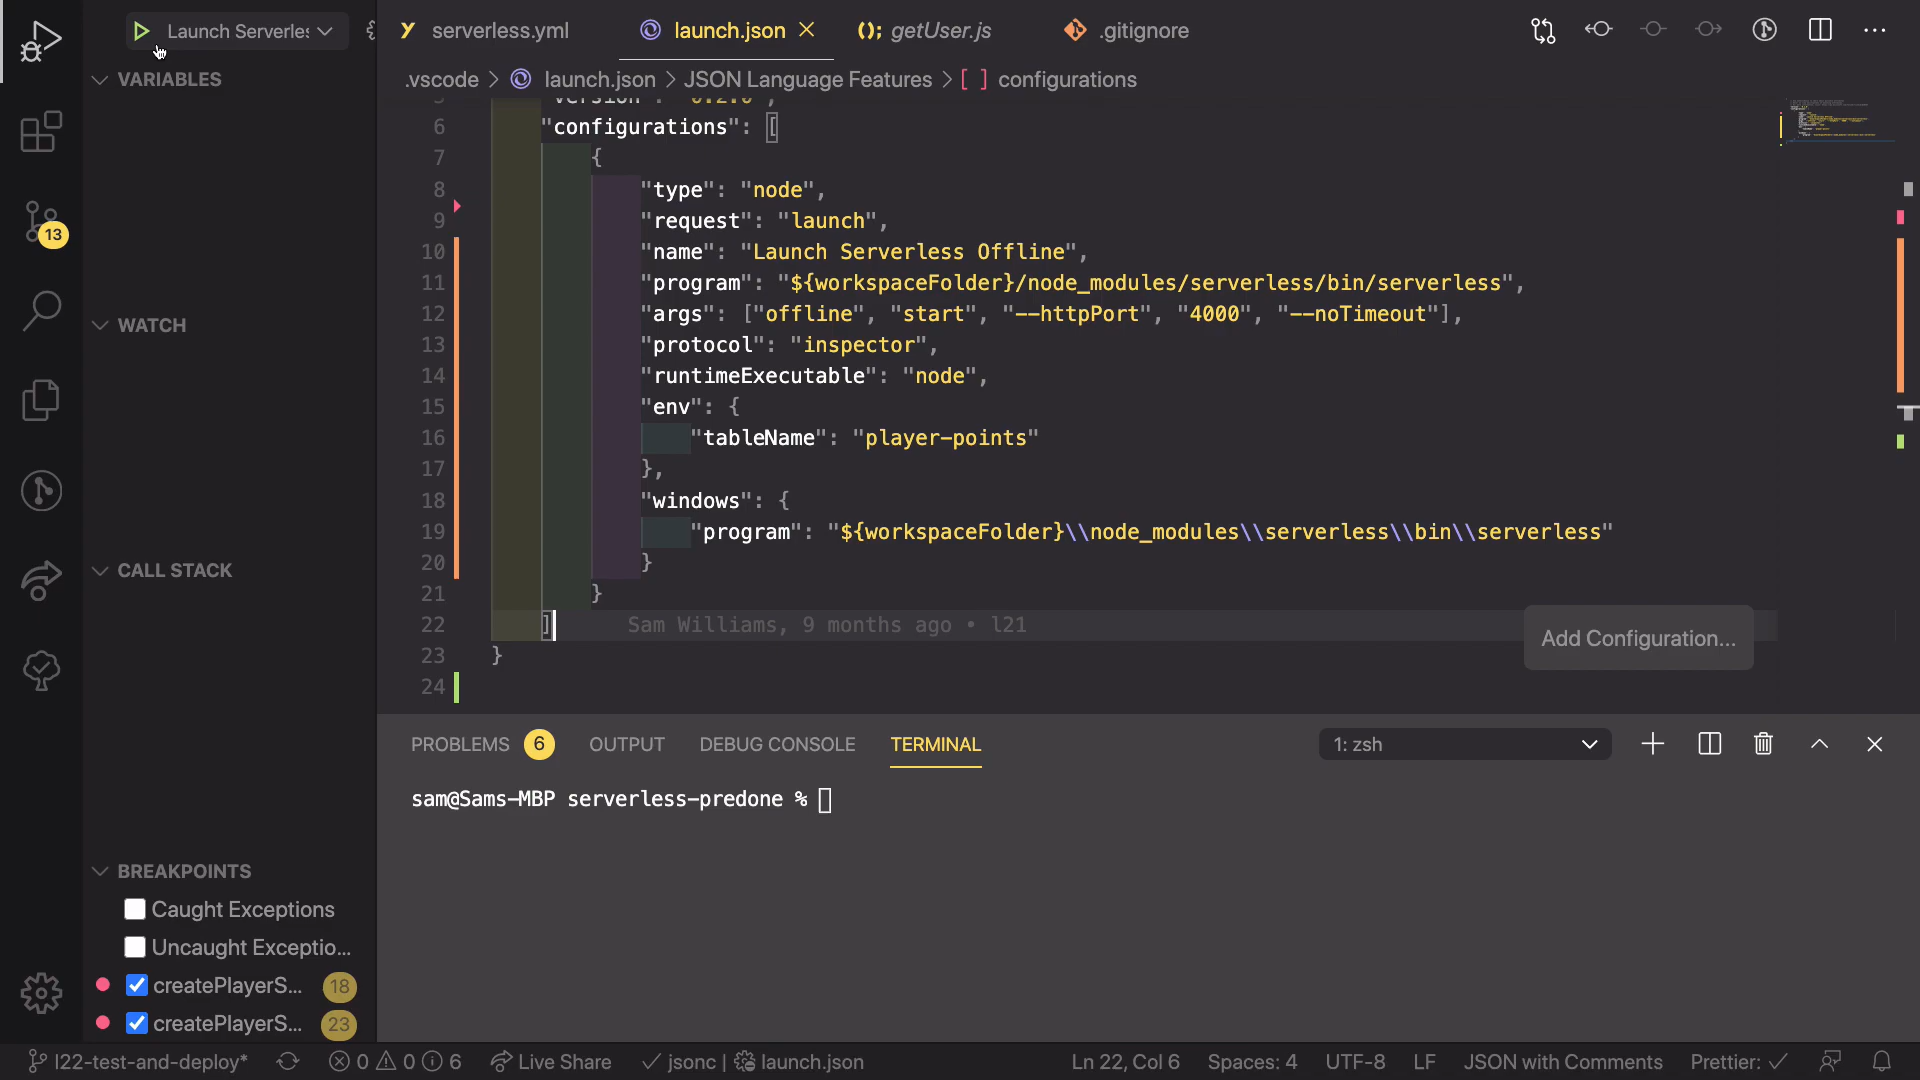 Launch Serverles
serverless.yml
launch.json
getUser.js
.gitignore
VARIABLES
.vscode > launch.json > JSON Language Features > [ ] configurations
5 "version": "0.2.0",
6 "configurations": [
7 {
8 "type": "node",
9 "request": "launch",
10 "name": "Launch Serverless Offline",
11 "program": "${workspaceFolder}/node_modules/serverless/bin/serverless",
12 "args": ["offline", "start", "--httpPort", "4000", "--noTimeout"],
13 "protocol": "inspector",
14 "runtimeExecutable": "node",
15 "env": {
16 "tableName": "player-points"
17 },
18 "windows": {
19 "program": "${workspaceFolder}\\node_modules\\serverless\\bin\\serverless"
20 }
21 }
22 ] Sam Williams, 9 months ago • l21
23 }
24
Add Configuration...
13
WATCH
CALL STACK
PROBLEMS 6 OUTPUT DEBUG CONSOLE TERMINAL
1: zsh
sam@Sams-MBP serverless-predone %
BREAKPOINTS
Caught Exceptions
Uncaught Exceptio...
createPlayerS... 18
createPlayerS... 23
l22-test-and-deploy* 0 0 6 Live Share jsonc | launch.json Ln 22, Col 6 Spaces: 4 UTF-8 LF JSON with Comments Prettier: ✓